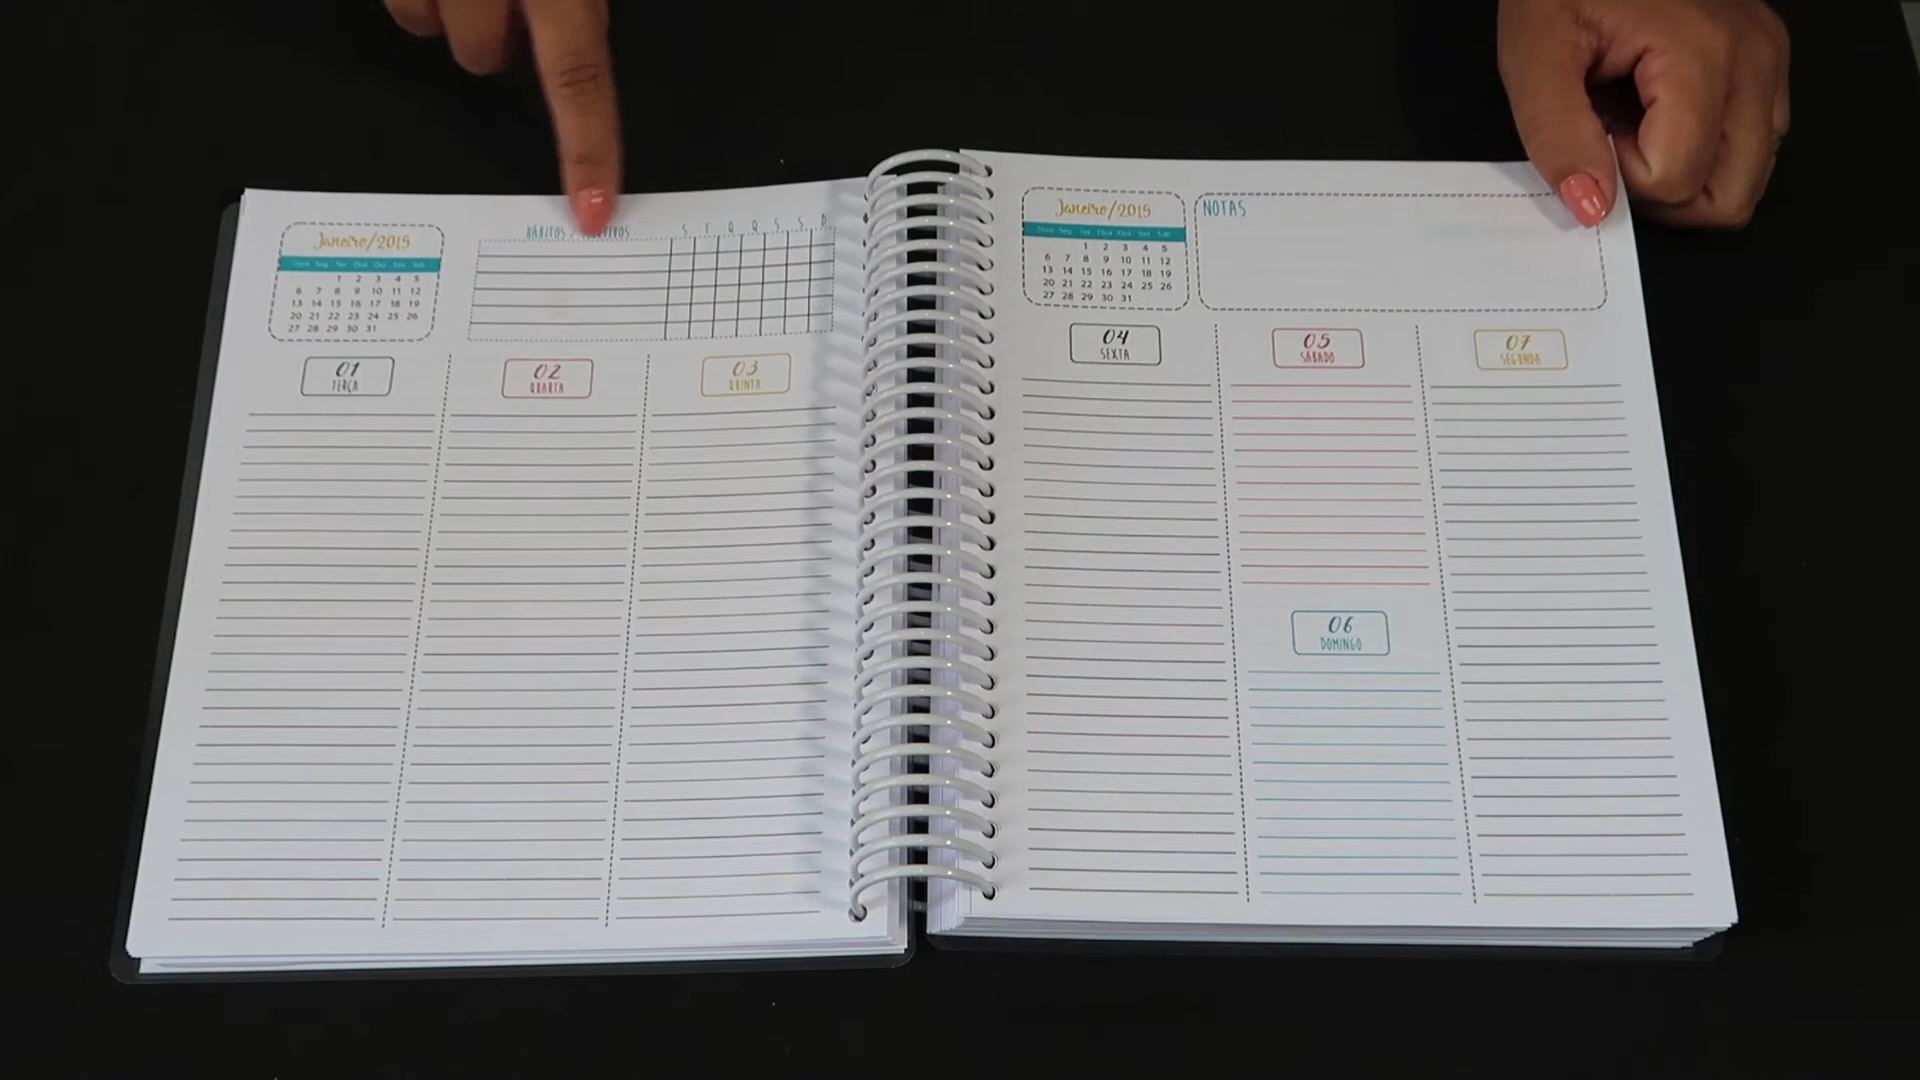 Janeiro/2019
Dom Seg Ter Qua Qui Sex Sab
1 2 3 4 5
6 7 8 9 10 11 12
13 14 15 16 17 18 19
20 21 22 23 24 25 26
27 28 29 30 31
HÁBITOS /
S T Q Q S S D
01
TERÇA
02
QUARTA
03
QUINTA
Janeiro/2019
Dom Seg Ter Qua Qui Sex Sab
1 2 3 4 5
6 7 8 9 10 11 12
13 14 15 16 17 18 19
20 21 22 23 24 25 26
27 28 29 30 31
NOTAS
04
SEXTA
05
SÁBADO
06
DOMINGO
07
SEGUNDA